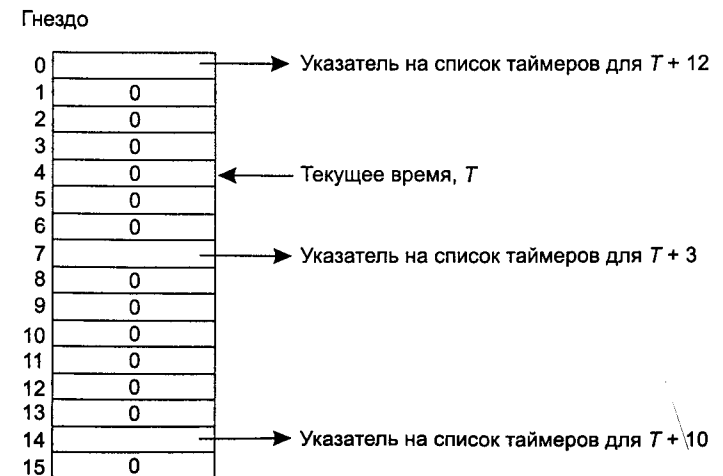 Гнездо
0 Указатель на список таймеров для T + 12
1 0
2 0
3 0
4 0 Текущее время, T
5 0
6 0
7 Указатель на список таймеров для T + 3
8 0
9 0
10 0
11 0
12 0
13 0
14 Указатель на список таймеров для T + 10
15 0